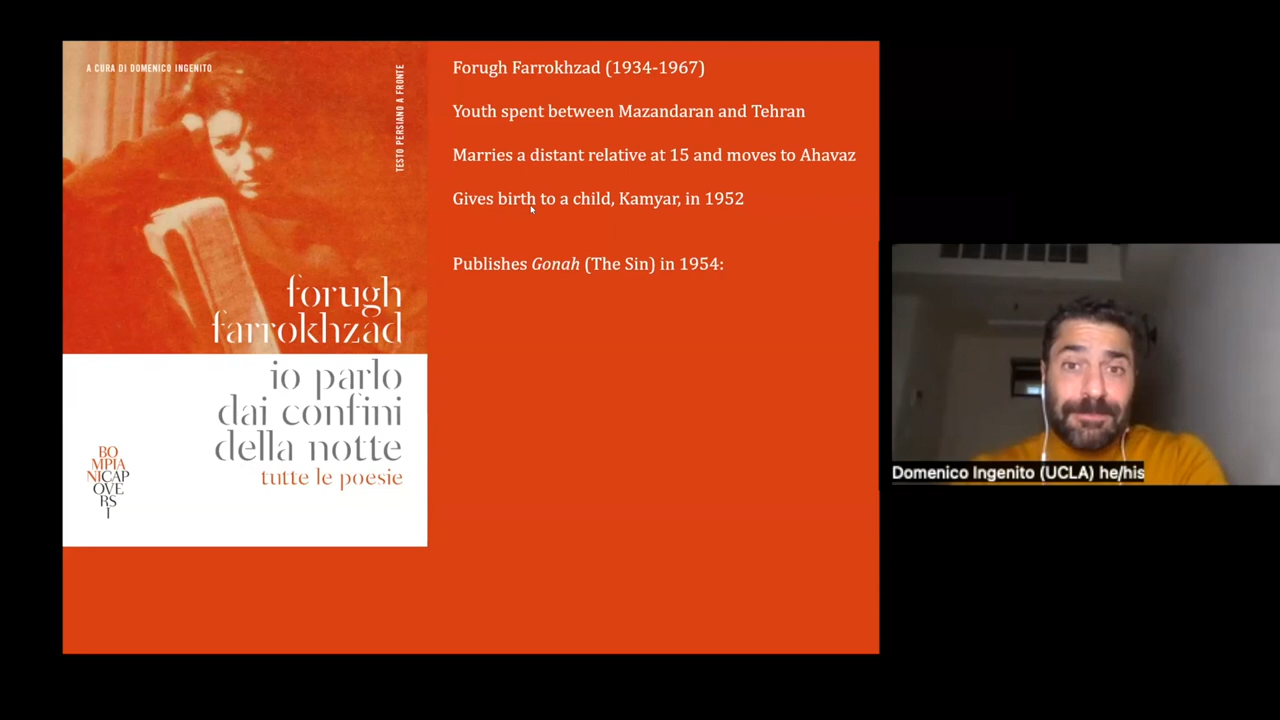 A CURA DI DOMENICO INGENITO
TESTO PERSIANO A FRONTE
forugh
farrokhzad
io parlo
dai confini
della notte
tutte le poesie
BO
MPIA
NICAP
OVE
RS
I
Forugh Farrokhzad (1934-1967)
Youth spent between Mazandaran and Tehran
Marries a distant relative at 15 and moves to Ahavaz
Gives birth to a child, Kamyar, in 1952
Publishes Gonah (The Sin) in 1954:
Domenico Ingenito (UCLA) he/his